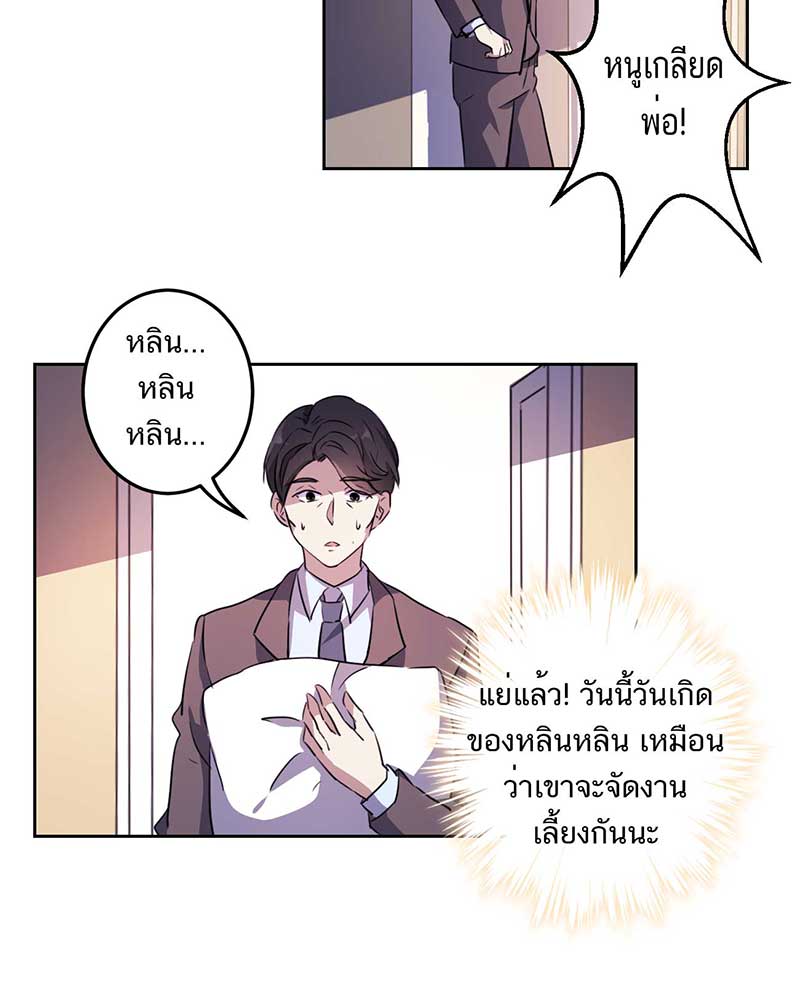 หนูเกลียด
พ่อ!
หลิน...
หลิน
หลิน...
แย่แล้ว! วันนี้วันเกิด
ของหลินหลิน เหมือน
ว่าเขาจะจัดงาน
เลี้ยงกันนะ